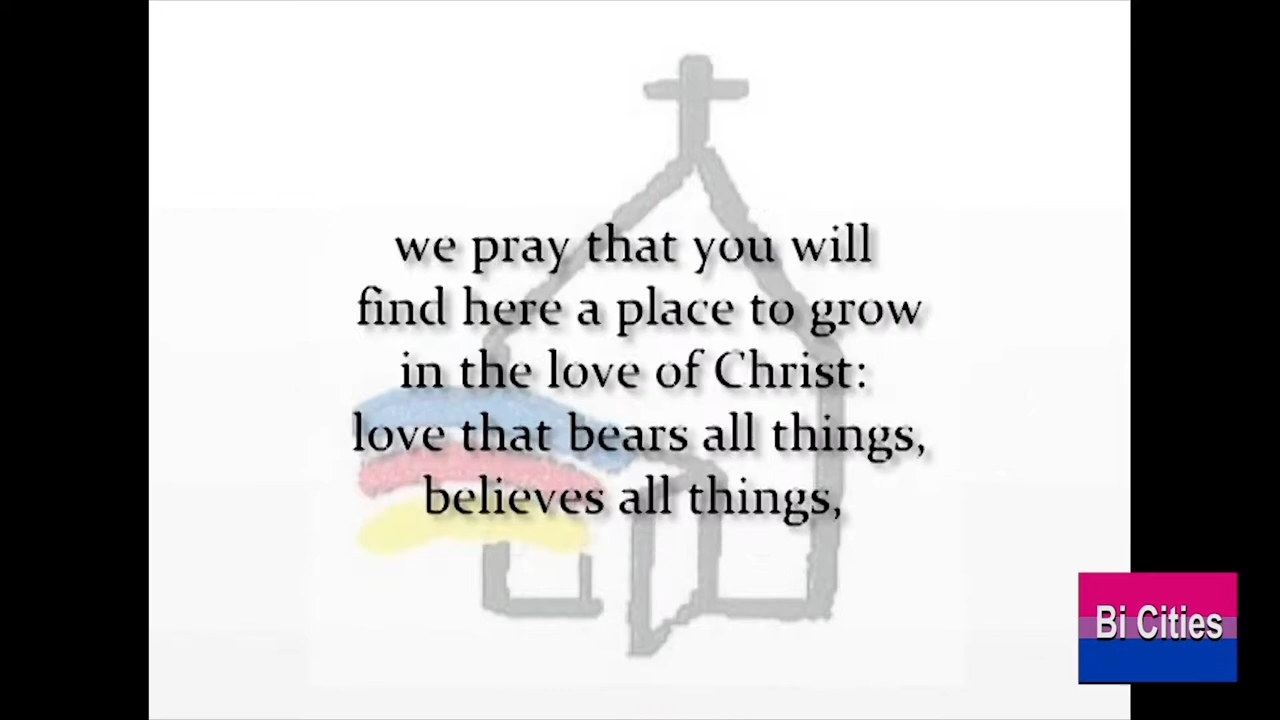 we pray that you will
find here a place to grow
in the love of Christ:
love that bears all things,
believes all things,
Bi Cities